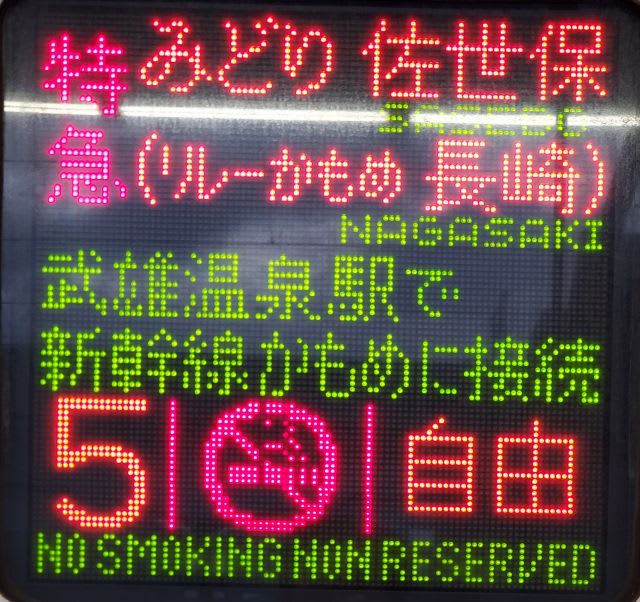 特急 みどり 佐世保
SASEBO
(リレーかもめ 長崎)
NAGASAKI
武雄温泉駅で
新幹線かもめに接続
5 自由
NO SMOKING NON RESERVED